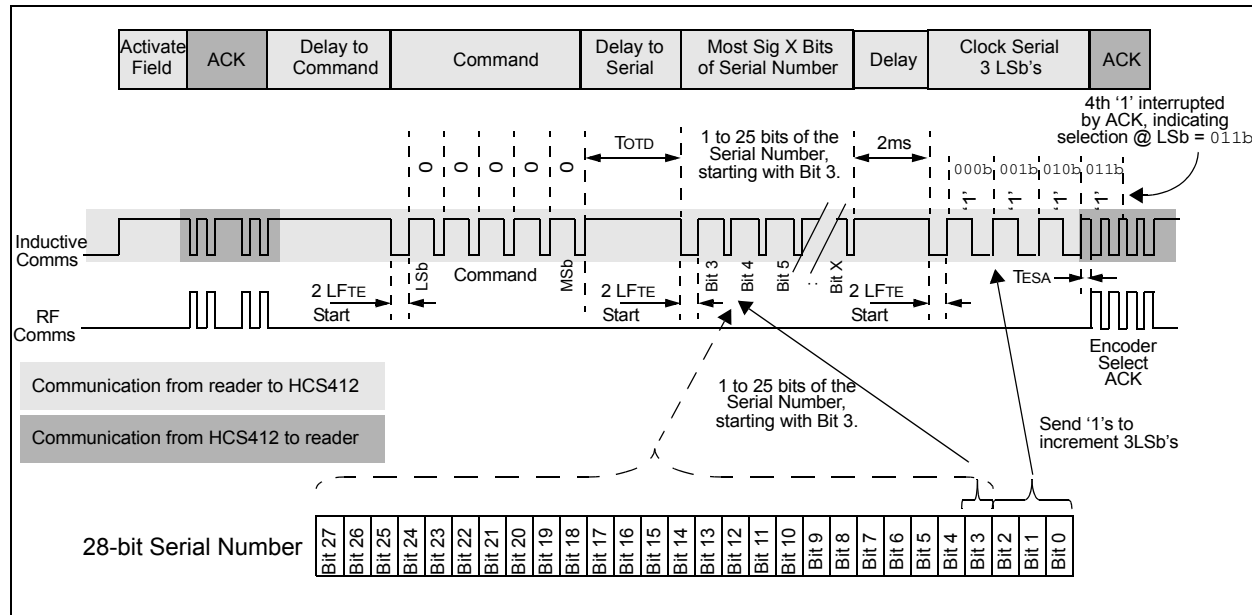 Activate
Field
ACK
Delay to
Command
Command
Delay to
Serial
Most Sig X Bits
of Serial Number
Delay
Clock Serial
3 LSb's
ACK
4th ‘1’ interrupted
by ACK, indicating
selection @ LSb = 011b
0 0 0 0 0
TOTD
1 to 25 bits of the
Serial Number,
starting with Bit 3.
2ms
000b 001b 010b 011b
‘1’ ‘1’ ‘1’ ‘1’
Inductive
Comms
LSb
Command
MSb
Bit 3
Bit 4
Bit 5
: :
Bit X
TESA
2 LFTE
Start
2 LFTE
Start
2 LFTE
Start
RF
Comms
Encoder
Select
ACK
Communication from reader to HCS412
Communication from HCS412 to reader
1 to 25 bits of the
Serial Number,
starting with Bit 3.
Send ‘1’s to
increment 3LSb's
28-bit Serial Number
Bit 27
Bit 26
Bit 25
Bit 24
Bit 23
Bit 22
Bit 21
Bit 20
Bit 19
Bit 18
Bit 17
Bit 16
Bit 15
Bit 14
Bit 13
Bit 12
Bit 11
Bit 10
Bit 9
Bit 8
Bit 7
Bit 6
Bit 5
Bit 4
Bit 3
Bit 2
Bit 1
Bit 0